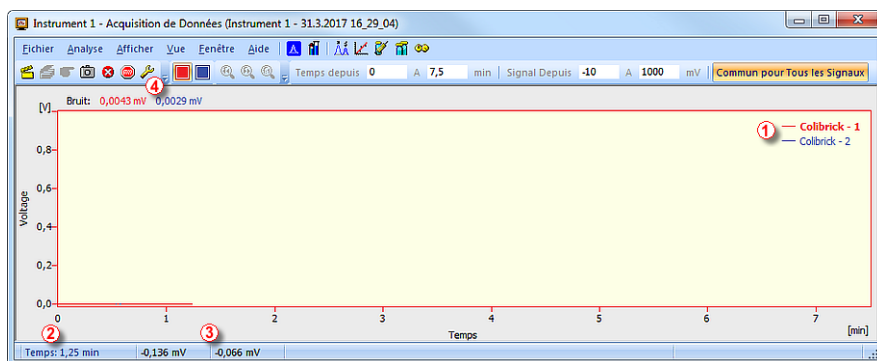 Instrument 1 - Acquisition de Données (Instrument 1 - 31.3.2017 16_29_04)
Fichier Analyse Afficher Vue Fenêtre Aide
Temps depuis 0 A 7,5 min Signal Depuis -10 A 1000 mV Commun pour Tous les Signaux
4
[V] Bruit: 0,0043 mV 0,0029 mV
1 Colibrick - 1
Colibrick - 2
0,8
0,6
Voltage
0,4
0,2
0,0
0 1 2 3 4 5 6 7
Temps [min]
2 3
Temps: 1,25 min -0,136 mV -0,066 mV